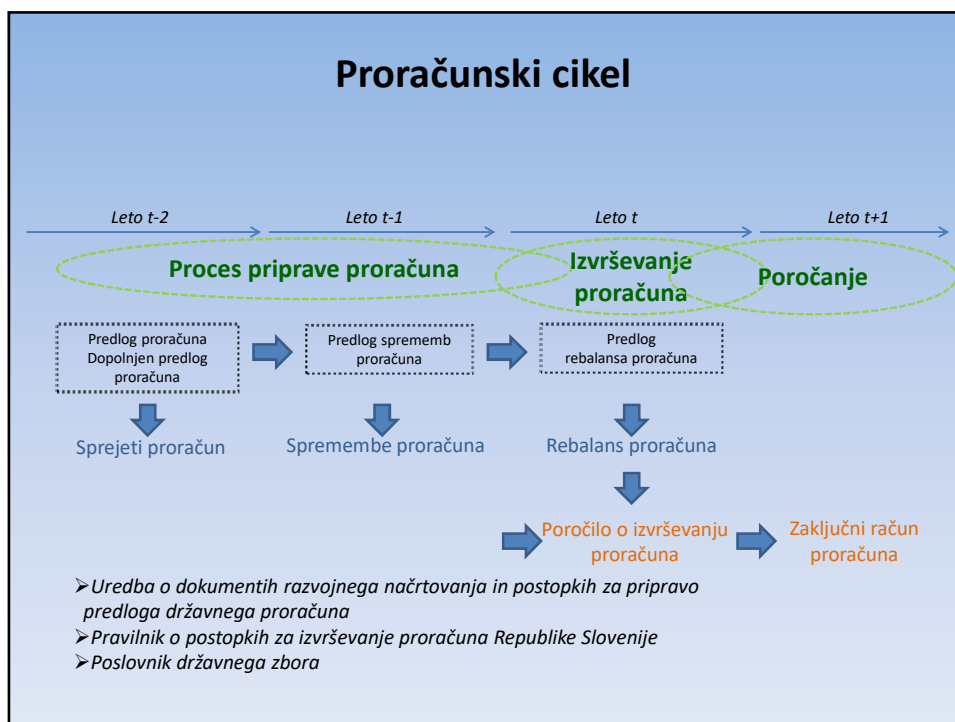 Proračunski cikel
Leto t-2
Leto t-1
Leto t
Leto t+1
Proces priprave proračuna
Izvrševanje
proračuna
Poročanje
Predlog proračuna
Dopolnjen predlog
proračuna
Predlog sprememb
proračuna
Predlog
rebalansa proračuna
Sprejeti proračun
Spremembe proračuna
Rebalans proračuna
Poročilo o izvrševanju
proračuna
Zaključni račun
proračuna
➢Uredba o dokumentih razvojnega načrtovanja in postopkih za pripravo
predloga državnega proračuna
➢Pravilnik o postopkih za izvrševanje proračuna Republike Slovenije
➢Poslovnik državnega zbora